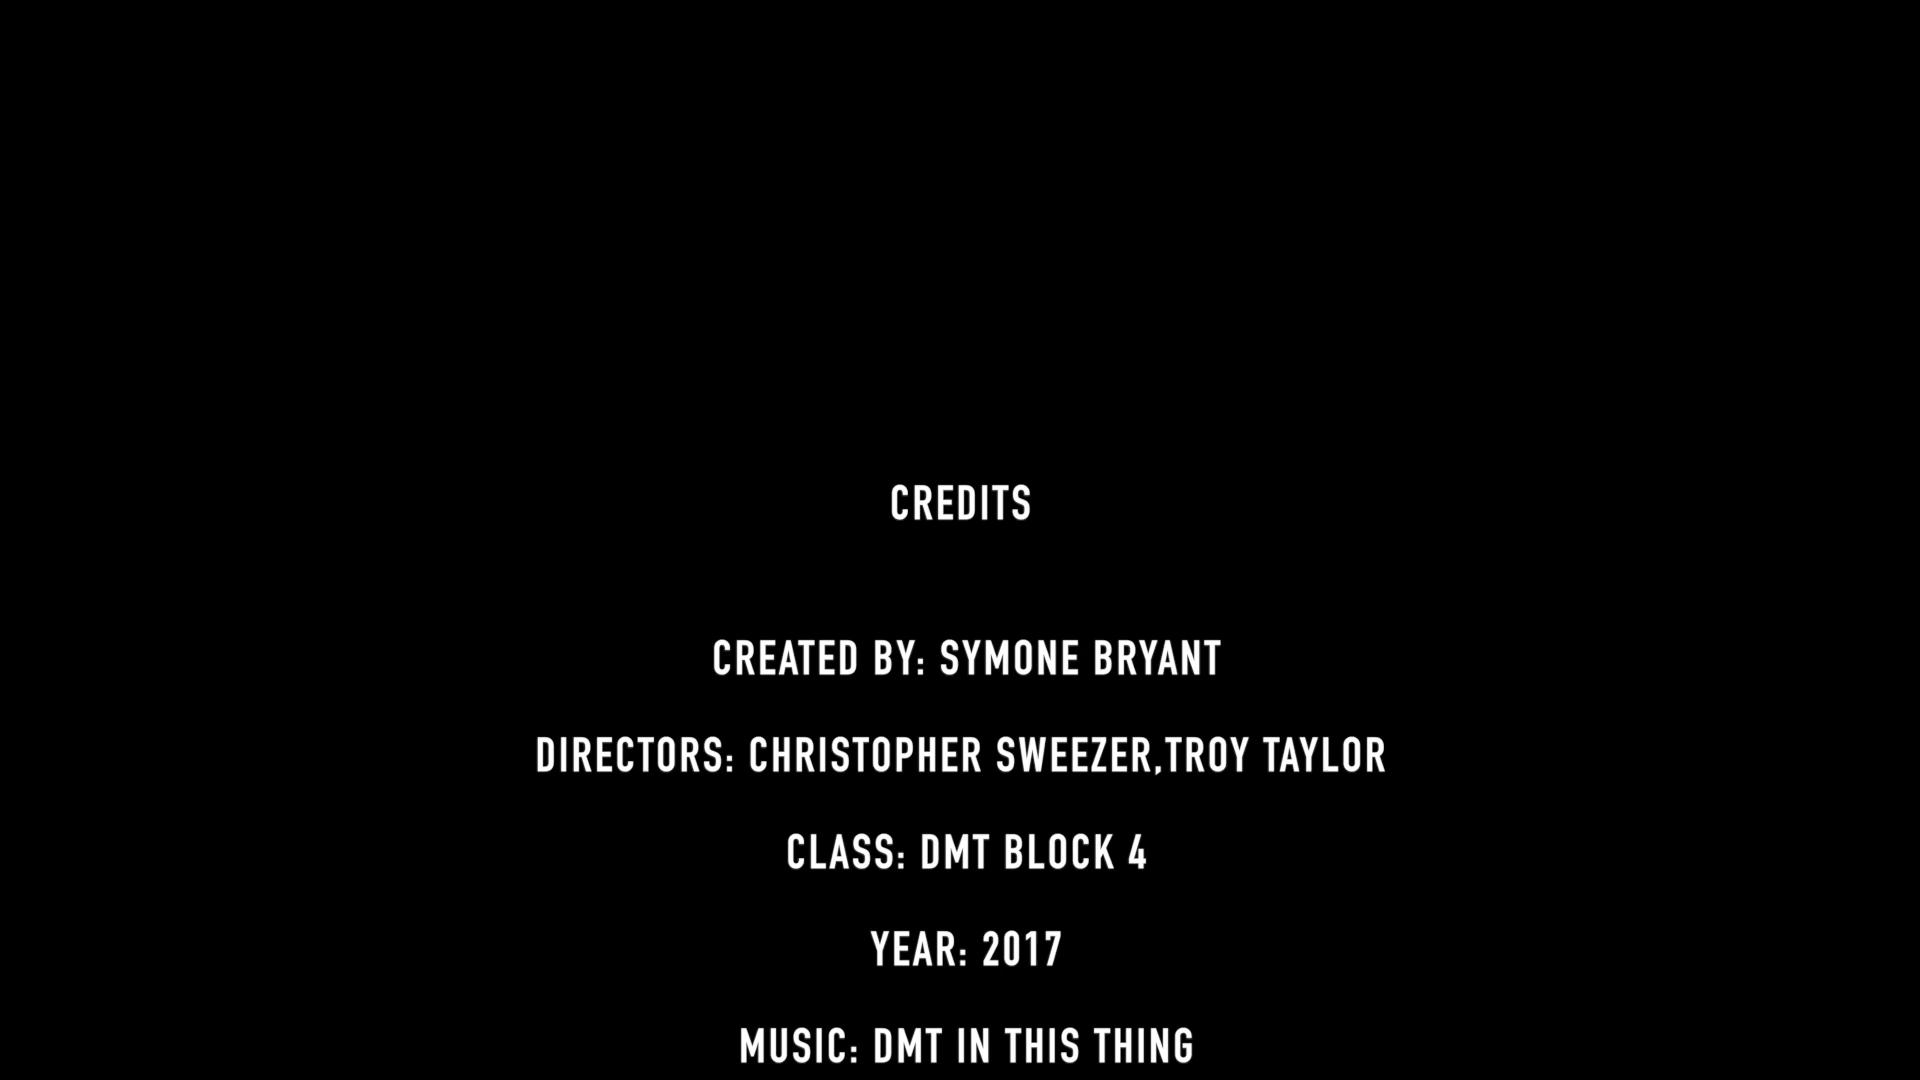 CREDITS
CREATED BY: SYMONE BRYANT
DIRECTORS: CHRISTOPHER SWEEZER,TROY TAYLOR
CLASS: DMT BLOCK 4
YEAR: 2017
MUSIC: DMT IN THIS THING